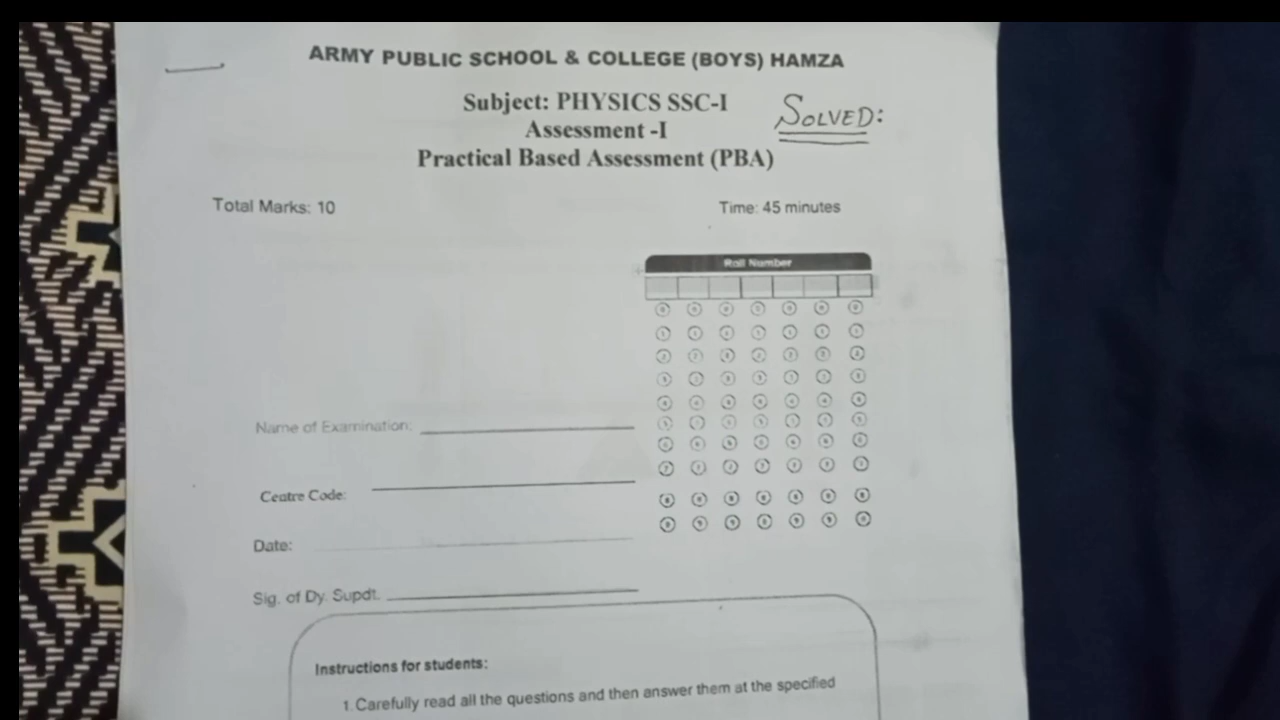 ARMY PUBLIC SCHOOL & COLLEGE (BOYS) HAMZA
Subject: PHYSICS SSC-I
SOLVED:
Assessment -I
Practical Based Assessment (PBA)
Total Marks: 10
Time: 45 minutes
Roll Number
Name of Examination:
Centre Code:
Date:
Sig. of Dy. Supdt.
Instructions for students:
1. Carefully read all the questions and then answer them at the specified